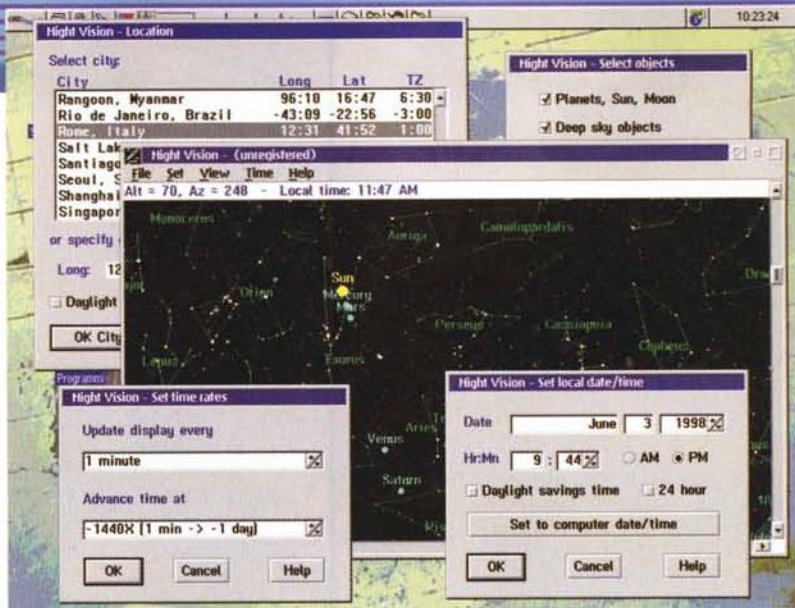 10:23:24
Night Vision - Location
Select city:
City Long Lat TZ
Rangoon, Myanmar 96:10 16:47 6:30
Rio de Janeiro, Brazil -43:09 -22:56 -3:00
Rome, Italy 12:31 41:52 1:00
Salt Lak
Santiago
Seoul, S
Shanghai
Singapor
or specify
Long: 12
Daylight
OK City
Night Vision - Select objects
Planets, Sun, Moon
Deep sky objects
Night Vision - (unregistered)
File Set View Time Help
Alt = 70, Az = 248 - Local time: 11:47 AM
Monoceros
Auriga
Camelopardalis
Sun
Orion
Mercury
Mars
Dra
Perseus
Cassiopeia
Cepheus
Lepus
Taurus
Aries
Venus
Saturn
Programms
Night Vision - Set time rates
Update display every
1 minute
Advance time at
-1440X (1 min -> -1 day)
OK Cancel Help
Night Vision - Set local date/time
Date June 3 1998
Hr:Mn 9 : 44 AM PM
Daylight savings time 24 hour
Set to computer date/time
OK Cancel Help